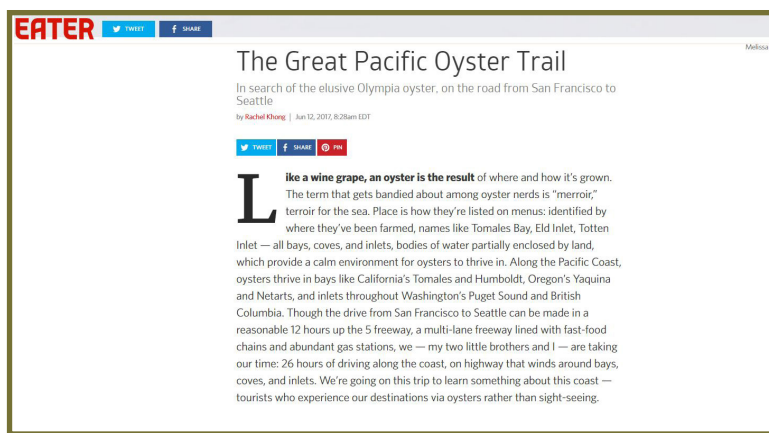 EATER TWEET SHARE
Melissa
The Great Pacific Oyster Trail
In search of the elusive Olympia oyster, on the road from San Francisco to
Seattle
by Rachel Khong | Jun 12, 2017, 8:28am EDT
TWEET SHARE PIN
Like a wine grape, an oyster is the result of where and how it's grown.
The term that gets bandied about among oyster nerds is “merroir,”
terroir for the sea. Place is how they're listed on menus: identified by
where they've been farmed, names like Tomales Bay, Eld Inlet, Totten
Inlet — all bays, coves, and inlets, bodies of water partially enclosed by land,
which provide a calm environment for oysters to thrive in. Along the Pacific Coast,
oysters thrive in bays like California's Tomales and Humboldt, Oregon's Yaquina
and Netarts, and inlets throughout Washington's Puget Sound and British
Columbia. Though the drive from San Francisco to Seattle can be made in a
reasonable 12 hours up the 5 freeway, a multi-lane freeway lined with fast-food
chains and abundant gas stations, we — my two little brothers and I — are taking
our time: 26 hours of driving along the coast, on highway that winds around bays,
coves, and inlets. We're going on this trip to learn something about this coast —
tourists who experience our destinations via oysters rather than sight-seeing.